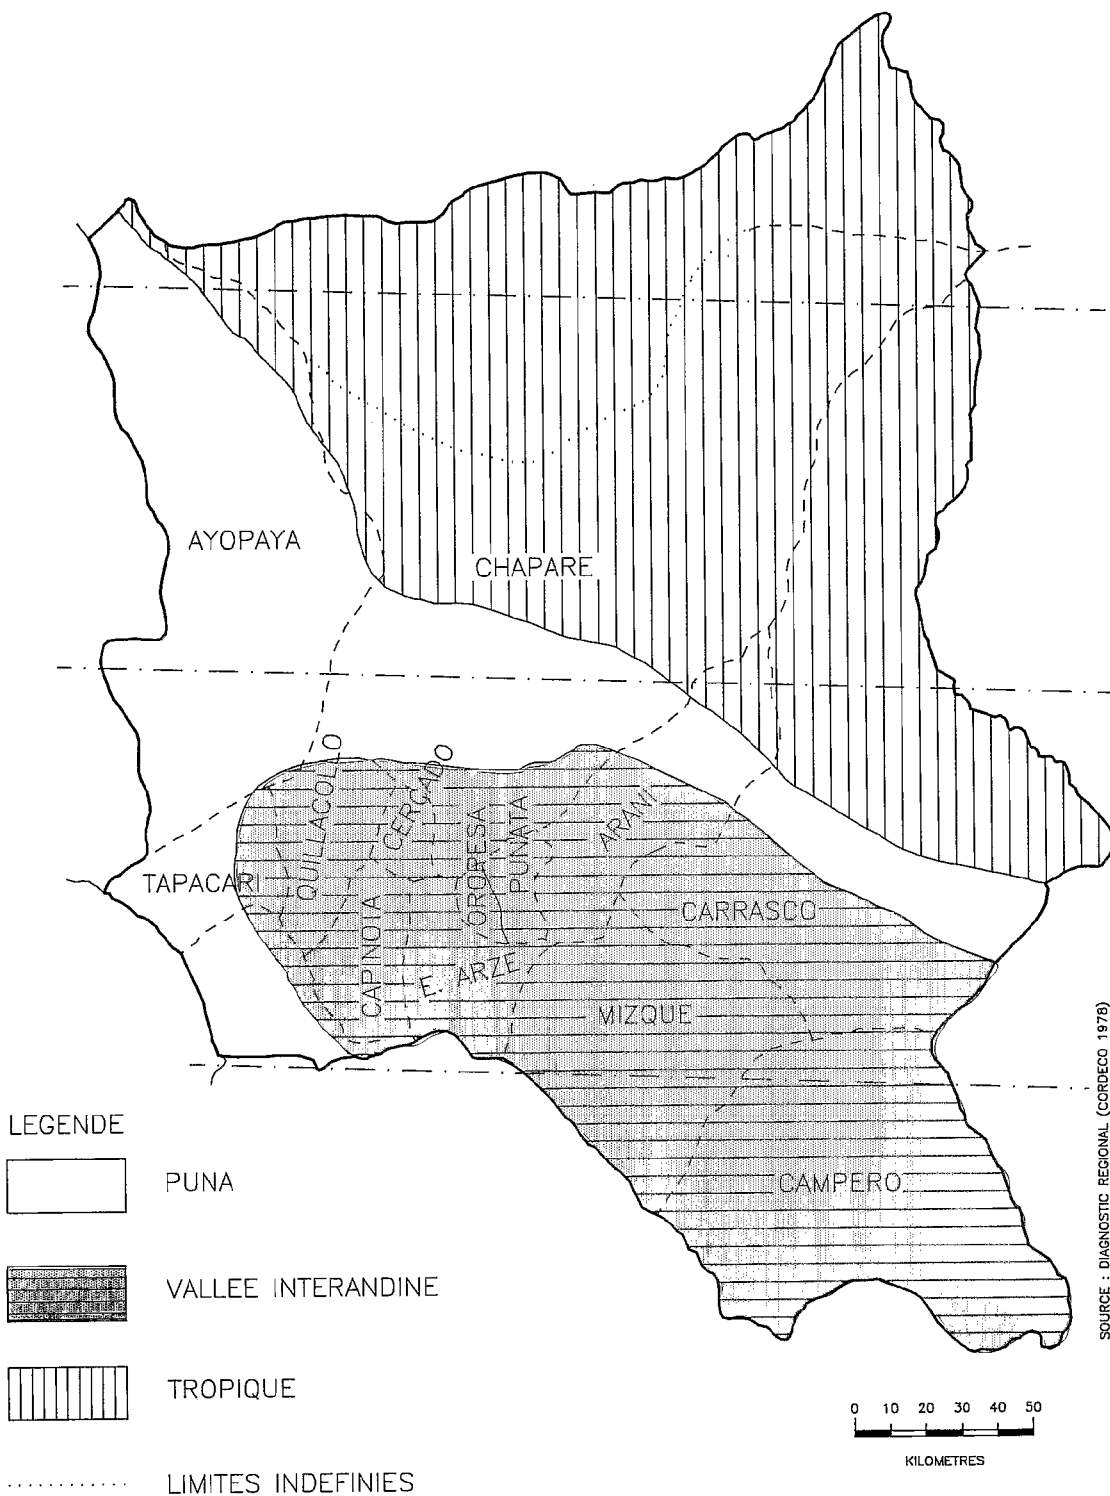 AYOPAYA
CHAPARE
QUILLACOLLO
CERCADO
OROPESA
PUNATA
ARANI
TAPACARI
CAPINOTA
CARRASCO
E. ARZE
MIZQUE
CAMPERO
LEGENDE
PUNA
VALLEE INTERANDINE
TROPIQUE
LIMITES INDEFINIES
0 10 20 30 40 50
KILOMETRES
SOURCE : DIAGNOSTIC REGIONAL (CORDECO 1978)